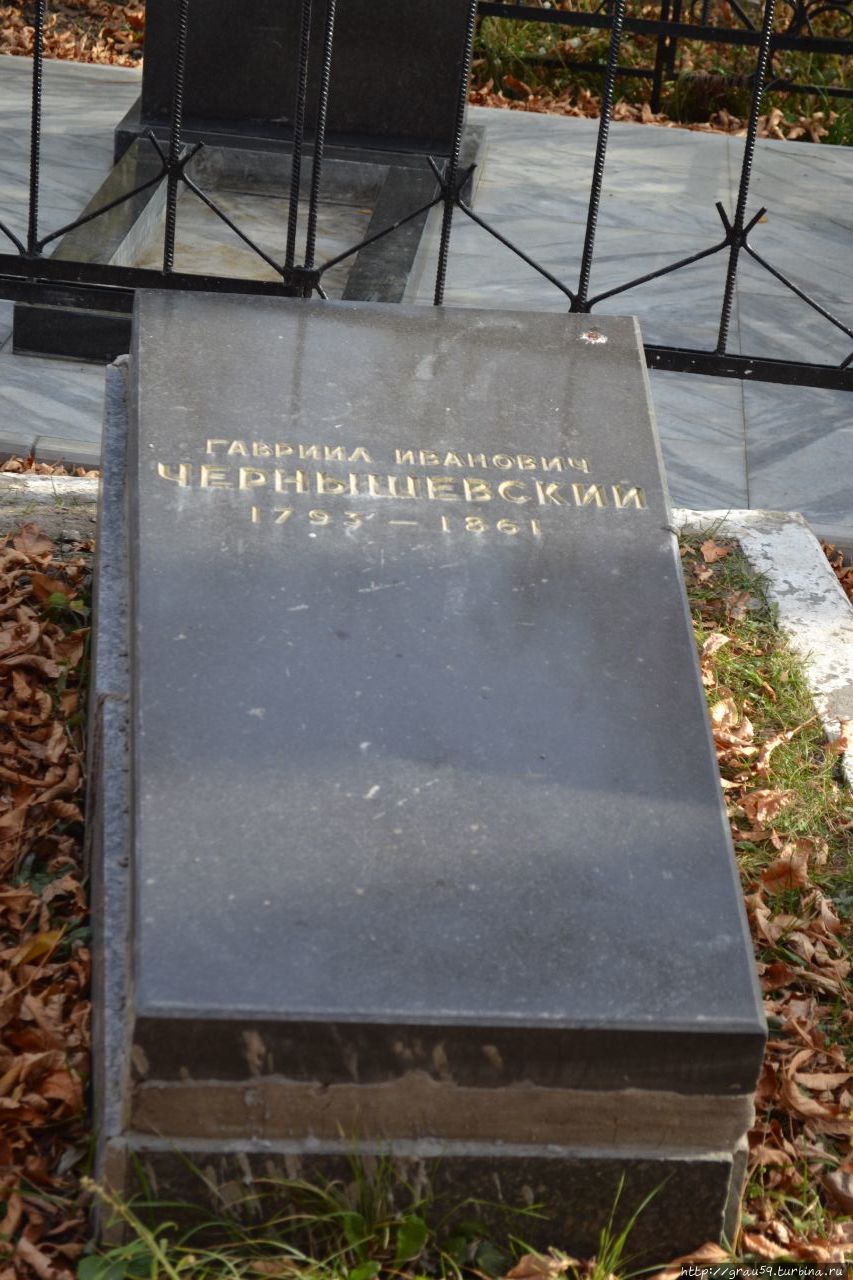 ГАВРИИЛ ИВАНОВИЧ
ЧЕРНЫШЕВСКИЙ
1793 — 1861
http://grau59.turbina.ru/